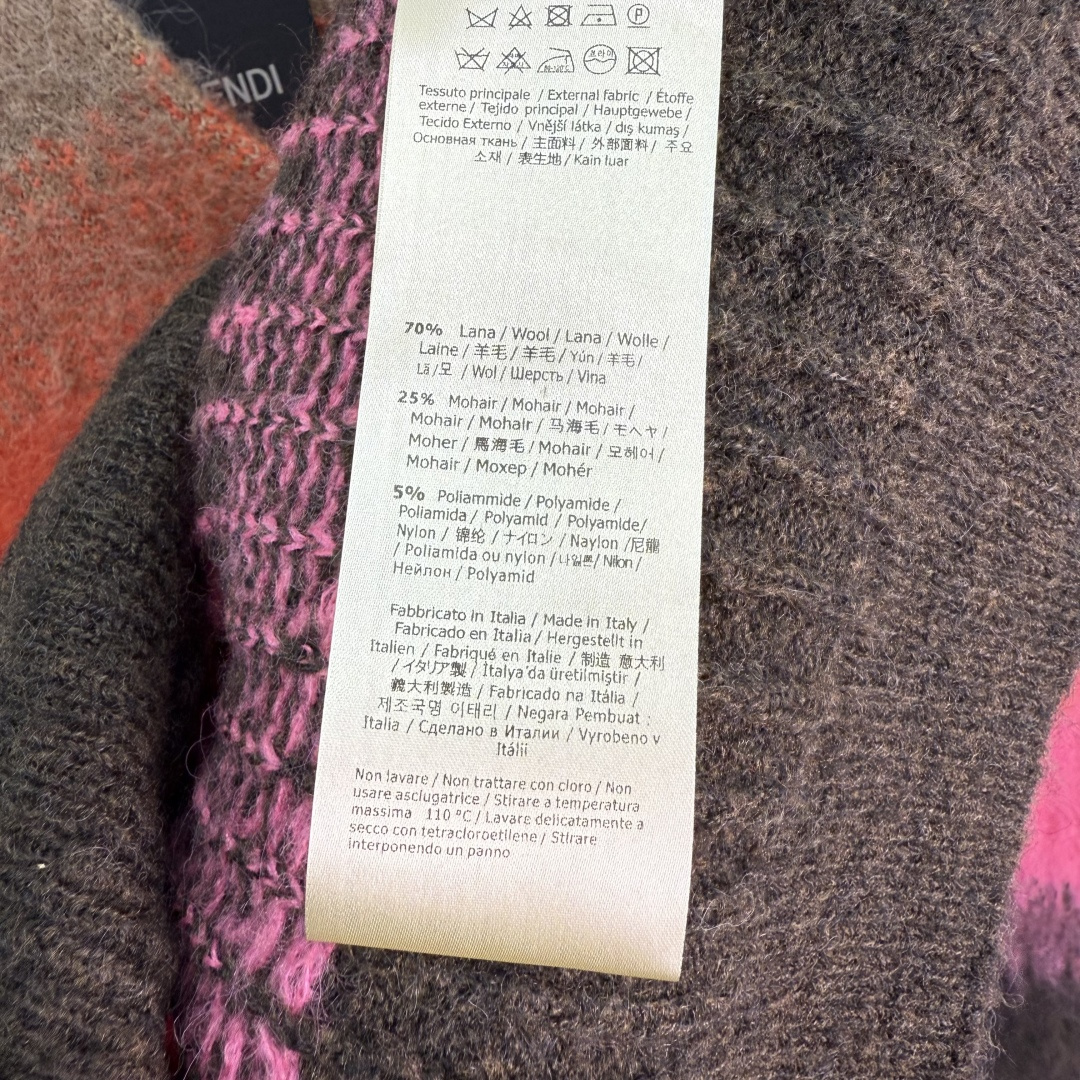 ENDI
P
드라이
Tessuto principale / External fabric / Étoffe
externe / Tejido principal / Hauptgewebe /
Tecido Externo / Vnější látka / dış kumaş /
Основная ткань / 主面料 / 外部面料 / 주요
소재 / 表生地 / Kain luar
70% Lana / Wool / Lana / Wolle /
Laine / 羊毛 / 羊毛 / Yün / 羊毛 /
Lã / 모 / Wol / Шерсть / Vlna
25% Mohair / Mohair / Mohair /
Mohair / Mohair / 马海毛 / モヘヤ /
Moher / 馬海毛 / Mohair / 모헤어 /
Mohair / Мохер / Mohér
5% Poliammide / Polyamide /
Poliamida / Polyamid / Polyamide /
Nylon / 锦纶 / ナイロン / Naylon / 尼龍
/ Poliamida ou nylon / 나일론 / Nilon /
Нейлон / Polyamid
Fabbricato in Italia / Made in Italy /
Fabricado en Italia / Hergestellt in
Italien / Fabriqué en Italie / 制造 意大利
/ イタリア製 / Italya'da üretilmiştir /
義大利製造 / Fabricado na Itália /
제조국명 이태리 / Negara Pembuat :
Italia / Сделано в Италии / Vyrobeno v
Itálii
Non lavare / Non trattare con cloro / Non
usare asciugatrice / Stirare a temperatura
massima 110 °C / Lavare delicatamente a
secco con tetracloroetilene / Stirare
interponendo un panno